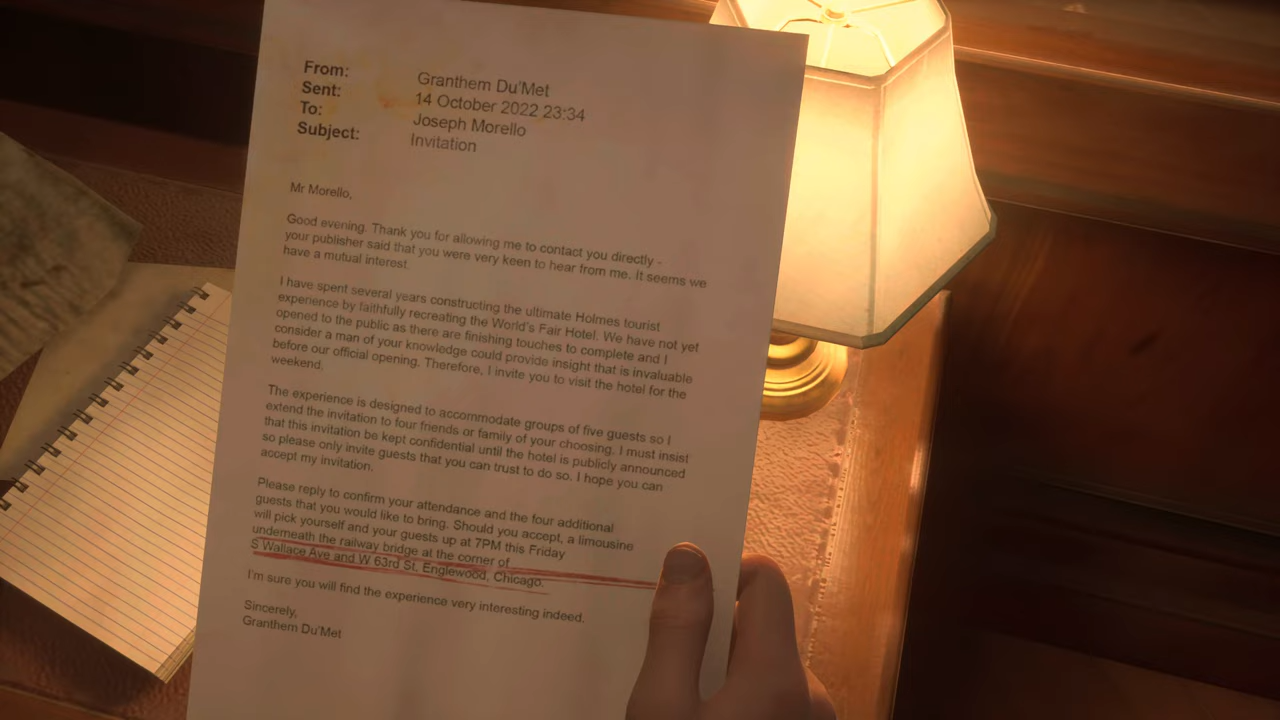 From: Granthem Du'Met
Sent: 14 October 2022 23:34
To: Joseph Morello
Subject: Invitation
Mr Morello,
Good evening. Thank you for allowing me to contact you directly -
your publisher said that you were very keen to hear from me. It seems we
have a mutual interest.
I have spent several years constructing the ultimate Holmes tourist
experience by faithfully recreating the World's Fair Hotel. We have not yet
opened to the public as there are finishing touches to complete and I
consider a man of your knowledge could provide insight that is invaluable
before our official opening. Therefore, I invite you to visit the hotel for the
weekend.
The experience is designed to accommodate groups of five guests so I
extend the invitation to four friends or family of your choosing. I must insist
that this invitation be kept confidential until the hotel is publicly announced
so please only invite guests that you can trust to do so. I hope you can
accept my invitation.
Please reply to confirm your attendance and the four additional
guests that you would like to bring. Should you accept, a limousine
will pick yourself and your guests up at 7PM this Friday
underneath the railway bridge at the corner of
S Wallace Ave and W 63rd St, Englewood, Chicago.
I'm sure you will find the experience very interesting indeed.
Sincerely,
Granthem Du'Met